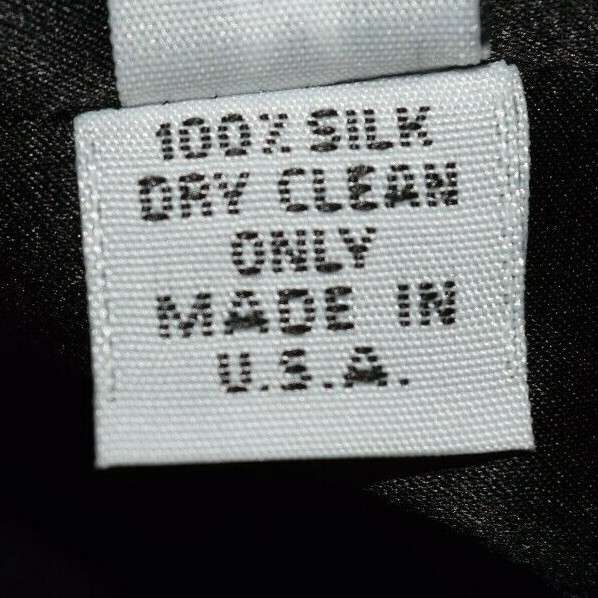 100% SILK
DRY CLEAN
ONLY
MADE IN
U.S.A.